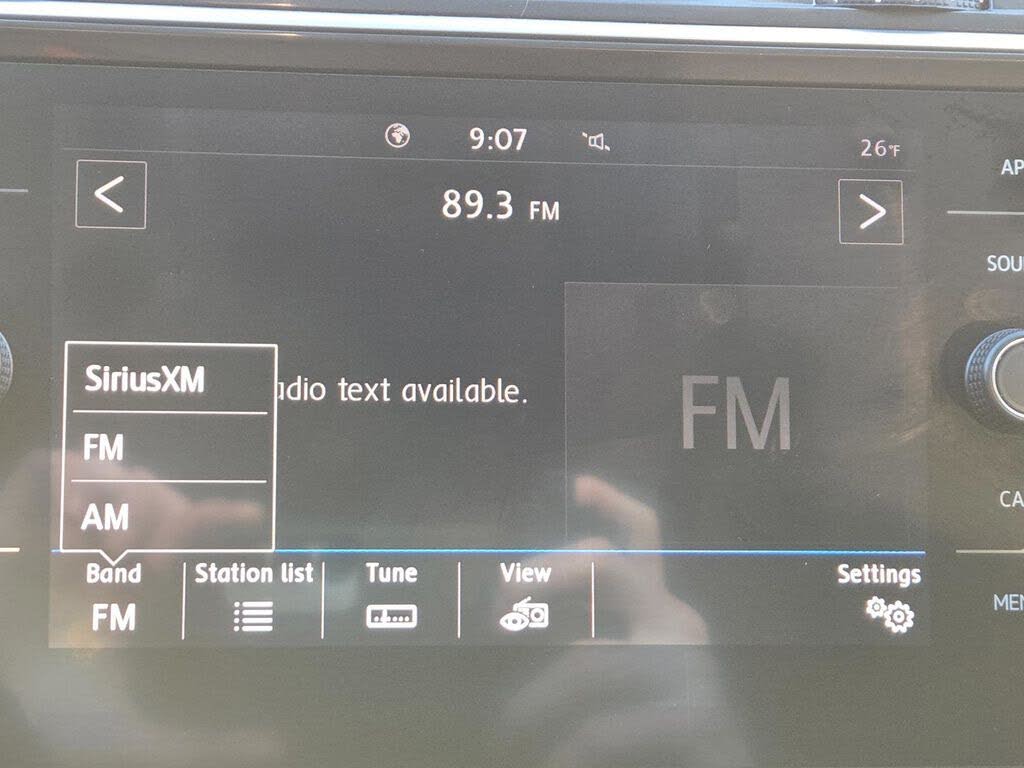 9:07
26°F
89.3 FM
SiriusXM
FM
AM
text available.
FM
Band
FM
Station list
Tune
View
Settings